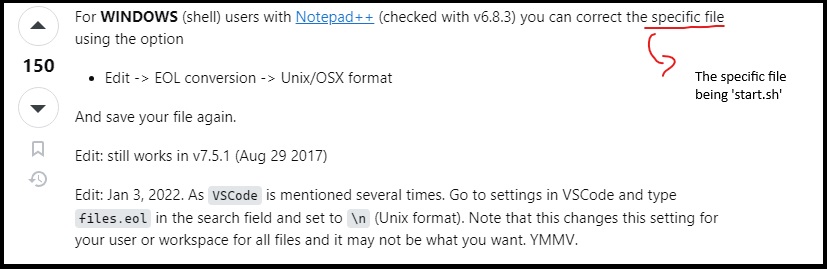 For WINDOWS (shell) users with Notepad++ (checked with v6.8.3) you can correct the specific file
using the option
150
• Edit -> EOL conversion -> Unix/OSX format
The specific file
being 'start.sh'
And save your file again.
Edit: still works in v7.5.1 (Aug 29 2017)
Edit: Jan 3, 2022. As VSCode is mentioned several times. Go to settings in VSCode and type
files.eol in the search field and set to \n (Unix format). Note that this changes this setting for
your user or workspace for all files and it may not be what you want. YMMV.